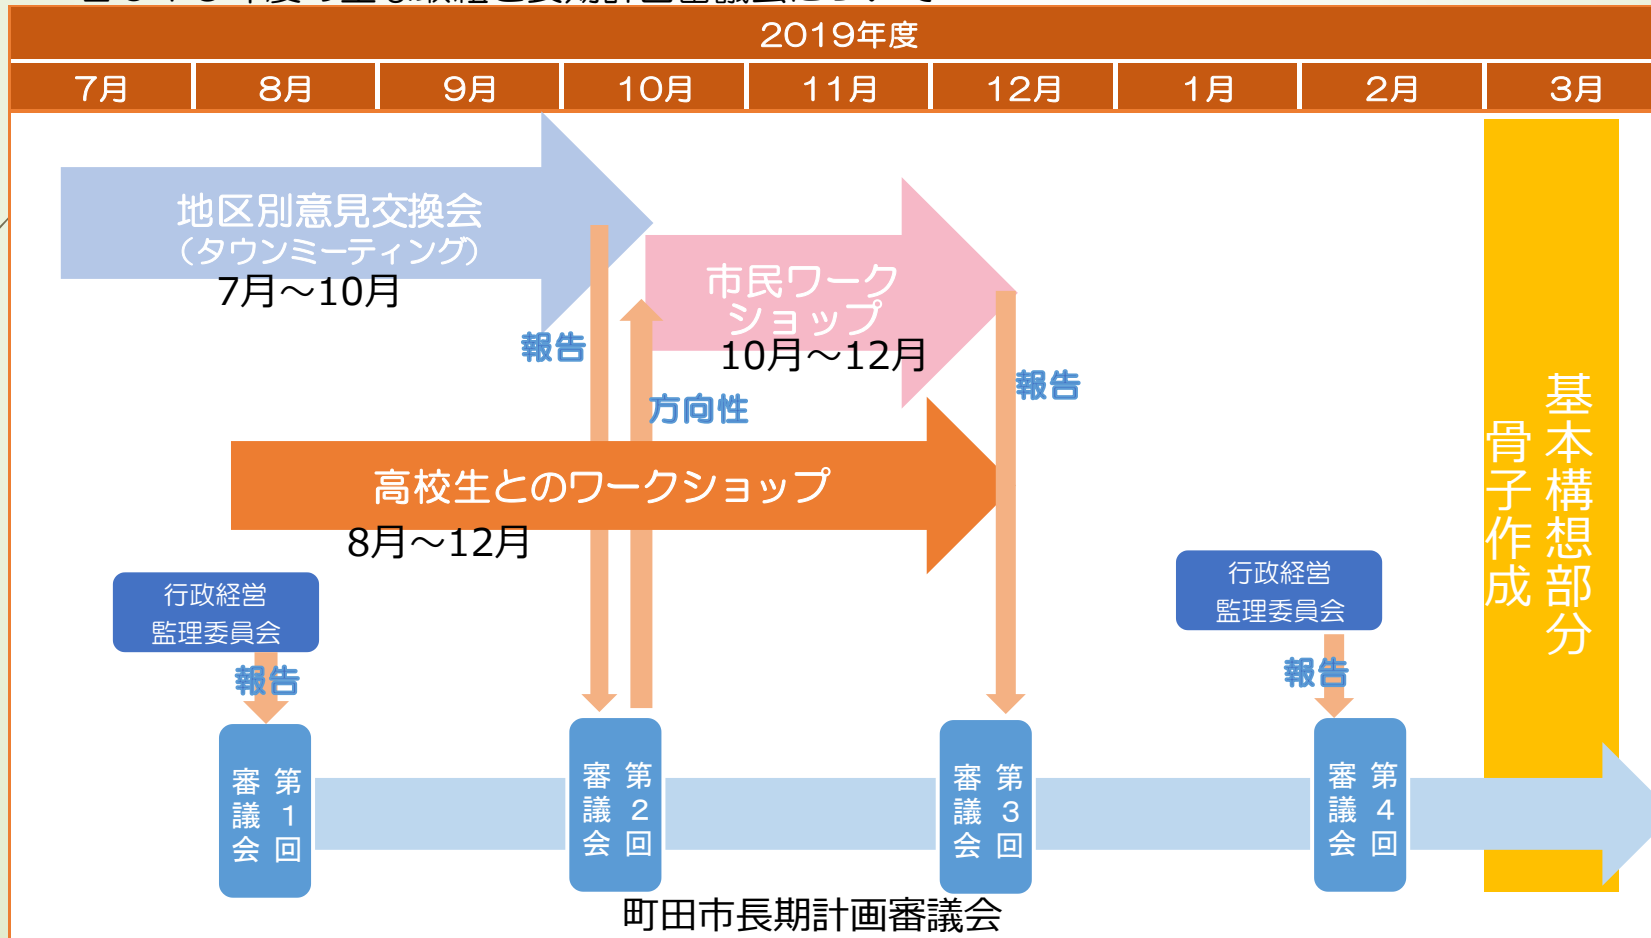 2019年度
7月
8月
9月
10月
11月
12月
1月
2月
3月
地区別意見交換会
（タウンミーティング）
7月～10月
市民ワーク
ショップ
10月～12月
報告
方向性
報告
高校生とのワークショップ
8月～12月
行政経営
監理委員会
報告
行政経営
監理委員会
報告
基本構想部分
骨子作成
第1回
審議会
第2回
審議会
第3回
審議会
第4回
審議会
町田市長期計画審議会